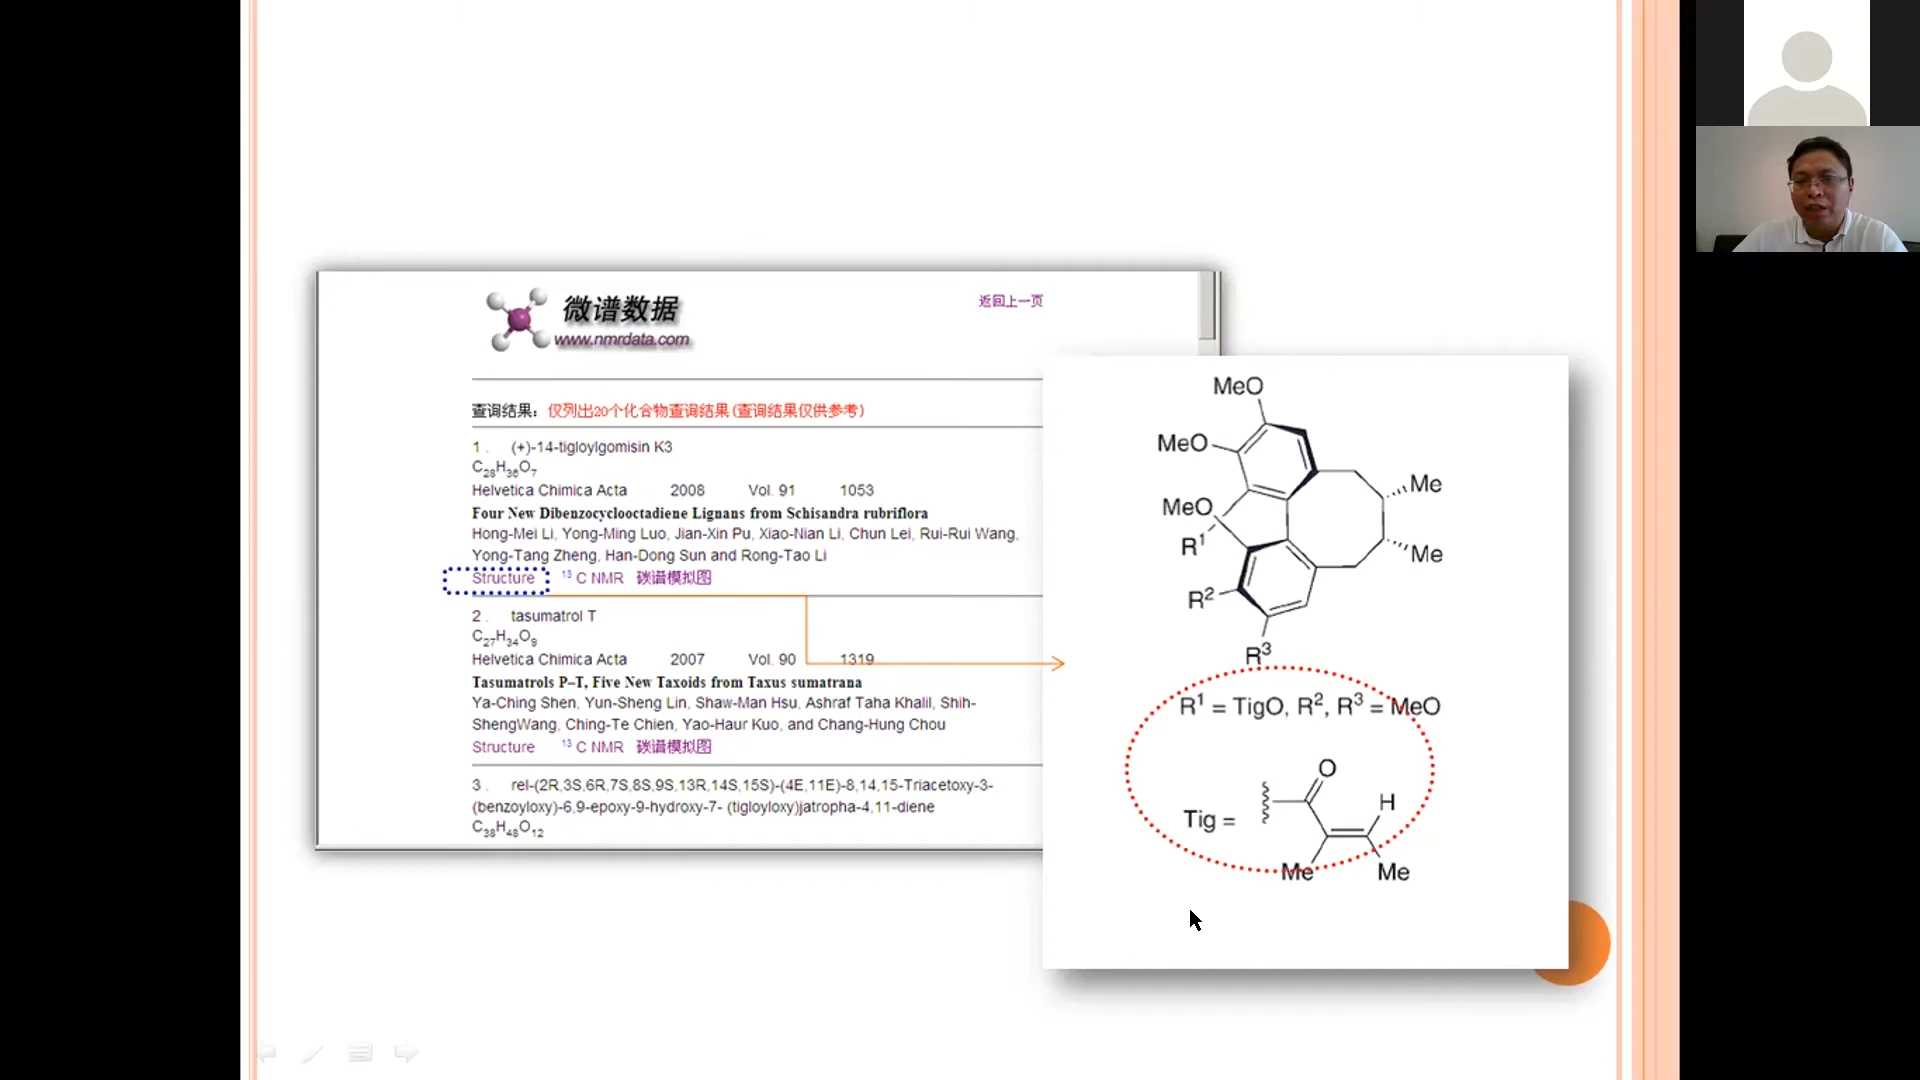 微谱数据
www.nmrdata.com
返回上一页
查询结果：仅列出20个化合物查询结果(查询结果仅供参考)
1 . (+)-14-tigloylgomisin K3
C28H36O7
Helvetica Chimica Acta 2008 Vol. 91 1053
Four New Dibenzocyclooctadiene Lignans from Schisandra rubriflora
Hong-Mei Li, Yong-Ming Luo, Jian-Xin Pu, Xiao-Nian Li, Chun Lei, Rui-Rui Wang,
Yong-Tang Zheng, Han-Dong Sun and Rong-Tao Li
Structure 13 C NMR 碳谱模拟图
2 . tasumatrol T
C27H34O9
Helvetica Chimica Acta 2007 Vol. 90 1319
Tasumatrols P–T, Five New Taxoids from Taxus sumatrana
Ya-Ching Shen, Yun-Sheng Lin, Shaw-Man Hsu, Ashraf Taha Khalil, Shih-
ShengWang, Ching-Te Chien, Yao-Haur Kuo, and Chang-Hung Chou
Structure 13 C NMR 碳谱模拟图
3 . rel-(2R,3S,6R,7S,8S,9S,13R,14S,15S)-(4E,11E)-8,14,15-Triacetoxy-3-
(benzoyloxy)-6,9-epoxy-9-hydroxy-7- (tigloyloxy)jatropha-4,11-diene
C38H48O12
MeO
MeO
Me
MeO
R1
Me
R2
R3
R1 = TigO, R2, R3 = MeO
O
H
Tig =
Me Me